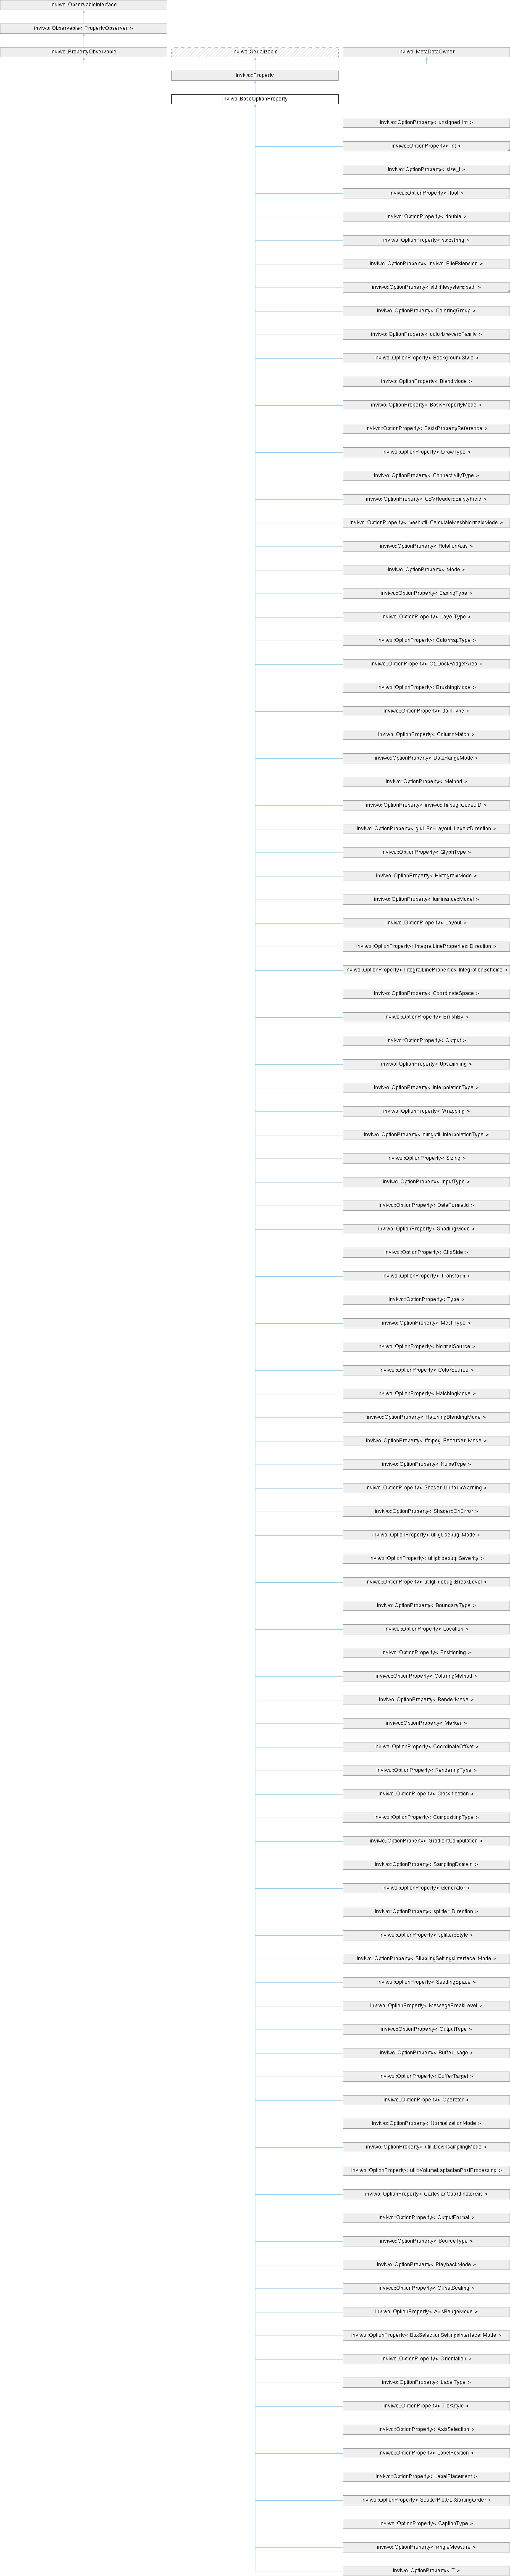 inviwo::ObservableInterface
inviwo::Observable< PropertyObserver >
inviwo::PropertyObservable
inviwo::Serializable
inviwo::MetaDataOwner
inviwo::Property
inviwo::BaseOptionProperty
inviwo::OptionProperty< unsigned int >
inviwo::OptionProperty< int >
inviwo::OptionProperty< size_t >
inviwo::OptionProperty< float >
inviwo::OptionProperty< double >
inviwo::OptionProperty< std::string >
inviwo::OptionProperty< inviwo::FileExtension >
inviwo::OptionProperty< std::filesystem::path >
inviwo::OptionProperty< ColoringGroup >
inviwo::OptionProperty< colorbrewer::Family >
inviwo::OptionProperty< BackgroundStyle >
inviwo::OptionProperty< BlendMode >
inviwo::OptionProperty< BasisPropertyMode >
inviwo::OptionProperty< BasisPropertyReference >
inviwo::OptionProperty< DrawType >
inviwo::OptionProperty< ConnectivityType >
inviwo::OptionProperty< CSVReader::EmptyField >
inviwo::OptionProperty< meshutil::CalculateMeshNormalsMode >
inviwo::OptionProperty< RotationAxis >
inviwo::OptionProperty< Mode >
inviwo::OptionProperty< EasingType >
inviwo::OptionProperty< LayerType >
inviwo::OptionProperty< ColormapType >
inviwo::OptionProperty< Qt::DockWidgetArea >
inviwo::OptionProperty< BrushingMode >
inviwo::OptionProperty< JoinType >
inviwo::OptionProperty< ColumnMatch >
inviwo::OptionProperty< DataRangeMode >
inviwo::OptionProperty< Method >
inviwo::OptionProperty< inviwo::ffmpeg::CodecID >
inviwo::OptionProperty< glui::BoxLayout::LayoutDirection >
inviwo::OptionProperty< GlyphType >
inviwo::OptionProperty< HistogramMode >
inviwo::OptionProperty< luminance::Model >
inviwo::OptionProperty< Layout >
inviwo::OptionProperty< IntegralLineProperties::Direction >
inviwo::OptionProperty< IntegralLineProperties::IntegrationScheme >
inviwo::OptionProperty< CoordinateSpace >
inviwo::OptionProperty< BrushBy >
inviwo::OptionProperty< Output >
inviwo::OptionProperty< Upsampling >
inviwo::OptionProperty< InterpolationType >
inviwo::OptionProperty< Wrapping >
inviwo::OptionProperty< cimgutil::InterpolationType >
inviwo::OptionProperty< Sizing >
inviwo::OptionProperty< InputType >
inviwo::OptionProperty< DataFormatId >
inviwo::OptionProperty< ShadingMode >
inviwo::OptionProperty< ClipSide >
inviwo::OptionProperty< Transform >
inviwo::OptionProperty< Type >
inviwo::OptionProperty< MeshType >
inviwo::OptionProperty< NormalSource >
inviwo::OptionProperty< ColorSource >
inviwo::OptionProperty< HatchingMode >
inviwo::OptionProperty< HatchingBlendingMode >
inviwo::OptionProperty< ffmpeg::Recorder::Mode >
inviwo::OptionProperty< NoiseType >
inviwo::OptionProperty< Shader::UniformWarning >
inviwo::OptionProperty< Shader::OnError >
inviwo::OptionProperty< utilgl::debug::Mode >
inviwo::OptionProperty< utilgl::debug::Severity >
inviwo::OptionProperty< utilgl::debug::BreakLevel >
inviwo::OptionProperty< BoundaryType >
inviwo::OptionProperty< Location >
inviwo::OptionProperty< Positioning >
inviwo::OptionProperty< ColoringMethod >
inviwo::OptionProperty< RenderMode >
inviwo::OptionProperty< Marker >
inviwo::OptionProperty< CoordinateOffset >
inviwo::OptionProperty< RenderingType >
inviwo::OptionProperty< Classification >
inviwo::OptionProperty< CompositingType >
inviwo::OptionProperty< GradientComputation >
inviwo::OptionProperty< SamplingDomain >
inviwo::OptionProperty< Generator >
inviwo::OptionProperty< splitter::Direction >
inviwo::OptionProperty< splitter::Style >
inviwo::OptionProperty< StipplingSettingsInterface::Mode >
inviwo::OptionProperty< SeedingSpace >
inviwo::OptionProperty< MessageBreakLevel >
inviwo::OptionProperty< OutputType >
inviwo::OptionProperty< BufferUsage >
inviwo::OptionProperty< BufferTarget >
inviwo::OptionProperty< Operator >
inviwo::OptionProperty< NormalizationMode >
inviwo::OptionProperty< util::DownsamplingMode >
inviwo::OptionProperty< util::VolumeLaplacianPostProcessing >
inviwo::OptionProperty< CartesianCoordinateAxis >
inviwo::OptionProperty< OutputFormat >
inviwo::OptionProperty< SourceType >
inviwo::OptionProperty< PlaybackMode >
inviwo::OptionProperty< OffsetScaling >
inviwo::OptionProperty< AxisRangeMode >
inviwo::OptionProperty< BoxSelectionSettingsInterface::Mode >
inviwo::OptionProperty< Orientation >
inviwo::OptionProperty< LabelType >
inviwo::OptionProperty< TickStyle >
inviwo::OptionProperty< AxisSelection >
inviwo::OptionProperty< LabelPosition >
inviwo::OptionProperty< LabelPlacement >
inviwo::OptionProperty< ScatterPlotGL::SortingOrder >
inviwo::OptionProperty< CaptionType >
inviwo::OptionProperty< AngleMeasure >
inviwo::OptionProperty< T >